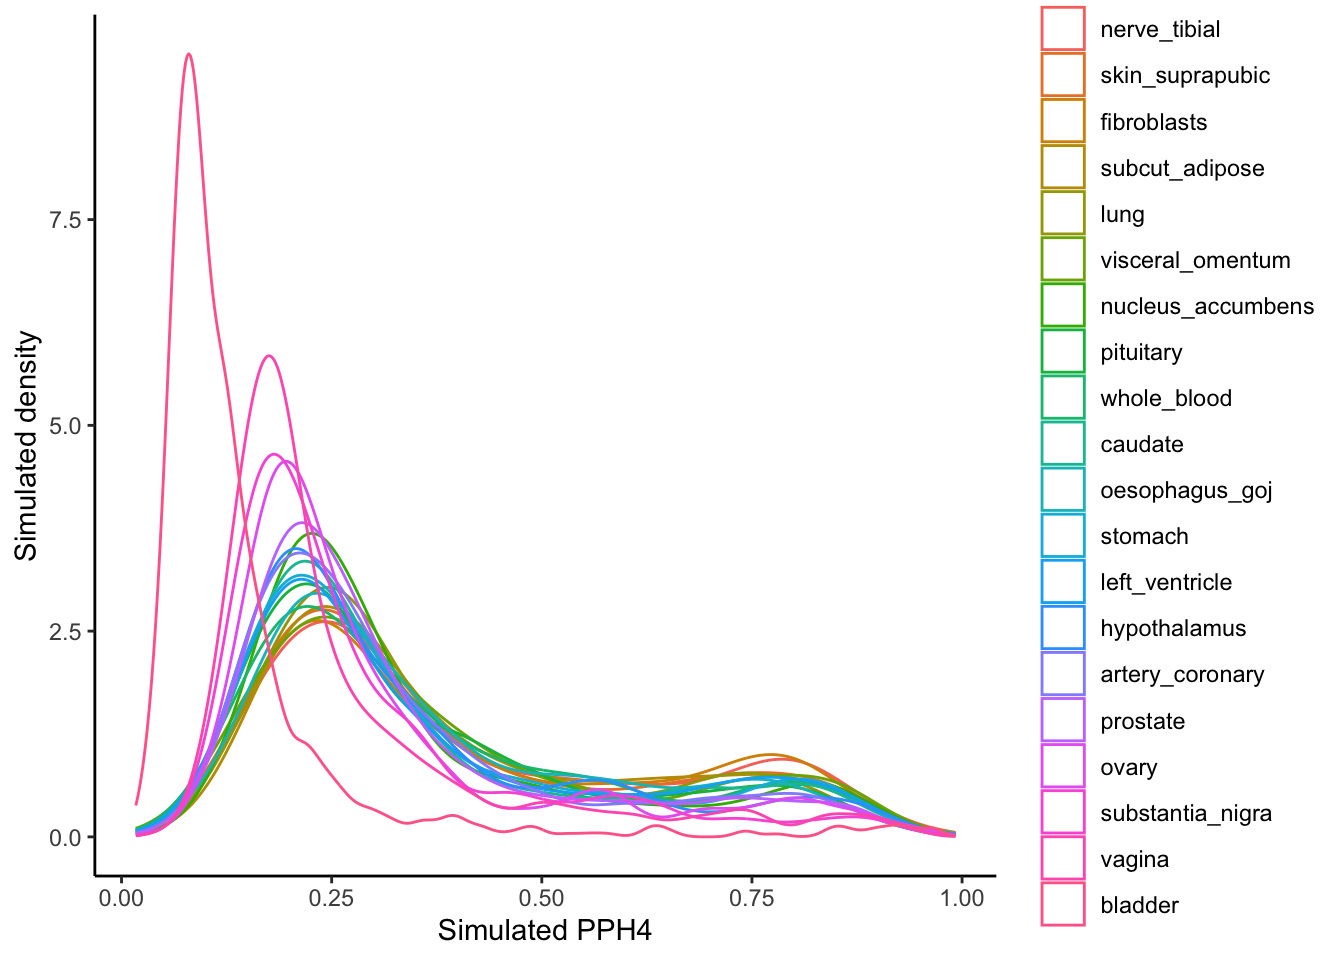 Simulated density
7.5
5.0
2.5
0.0
0.00
0.25
0.50
0.75
1.00
Simulated PPH4
nerve_tibial
skin_suprapubic
fibroblasts
subcut_adipose
lung
visceral_omentum
nucleus_accumbens
pituitary
whole_blood
caudate
oesophagus_goj
stomach
left_ventricle
hypothalamus
artery_coronary
prostate
ovary
substantia_nigra
vagina
bladder